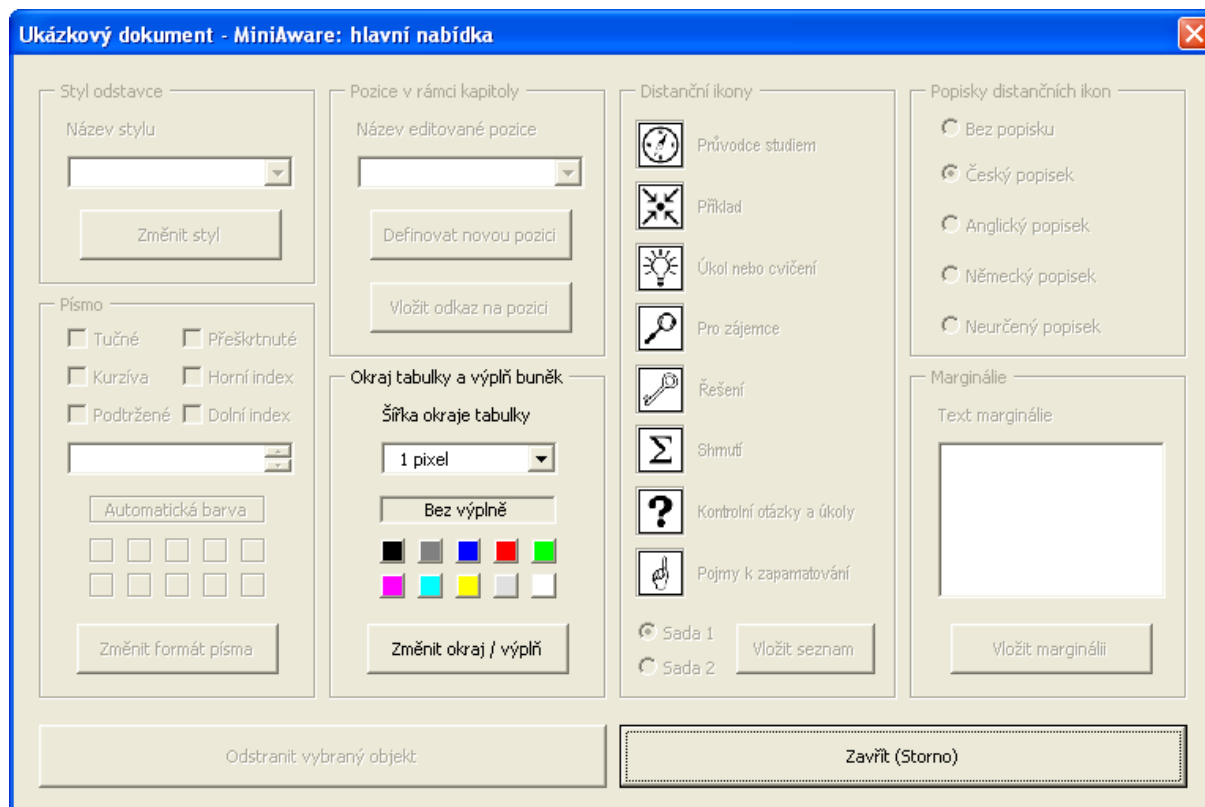 Ukázkový dokument - MiniAware: hlavní nabídka
Styl odstavce
Název stylu
Změnit styl
Písmo
Tučné
Přeškrtnuté
Kurzíva
Horní index
Podtržené
Dolní index
Automatická barva
Změnit formát písma
Pozice v rámci kapitoly
Název editované pozice
Definovat novou pozici
Vložit odkaz na pozici
Okraj tabulky a výplň buněk
Šířka okraje tabulky
1 pixel
Bez výplně
Změnit okraj / výplň
Distanční ikony
Průvodce studiem
Příklad
Úkol nebo cvičení
Pro zájemce
Řešení
Σ
Shrnutí
?
Kontrolní otázky a úkoly
Pojmy k zapamatování
Sada 1
Sada 2
Vložit seznam
Popisky distančních ikon
Bez popisku
Český popisek
Anglický popisek
Německý popisek
Neurčený popisek
Marginálie
Text marginálie
Vložit marginálii
Odstranit vybraný objekt
Zavřít (Storno)